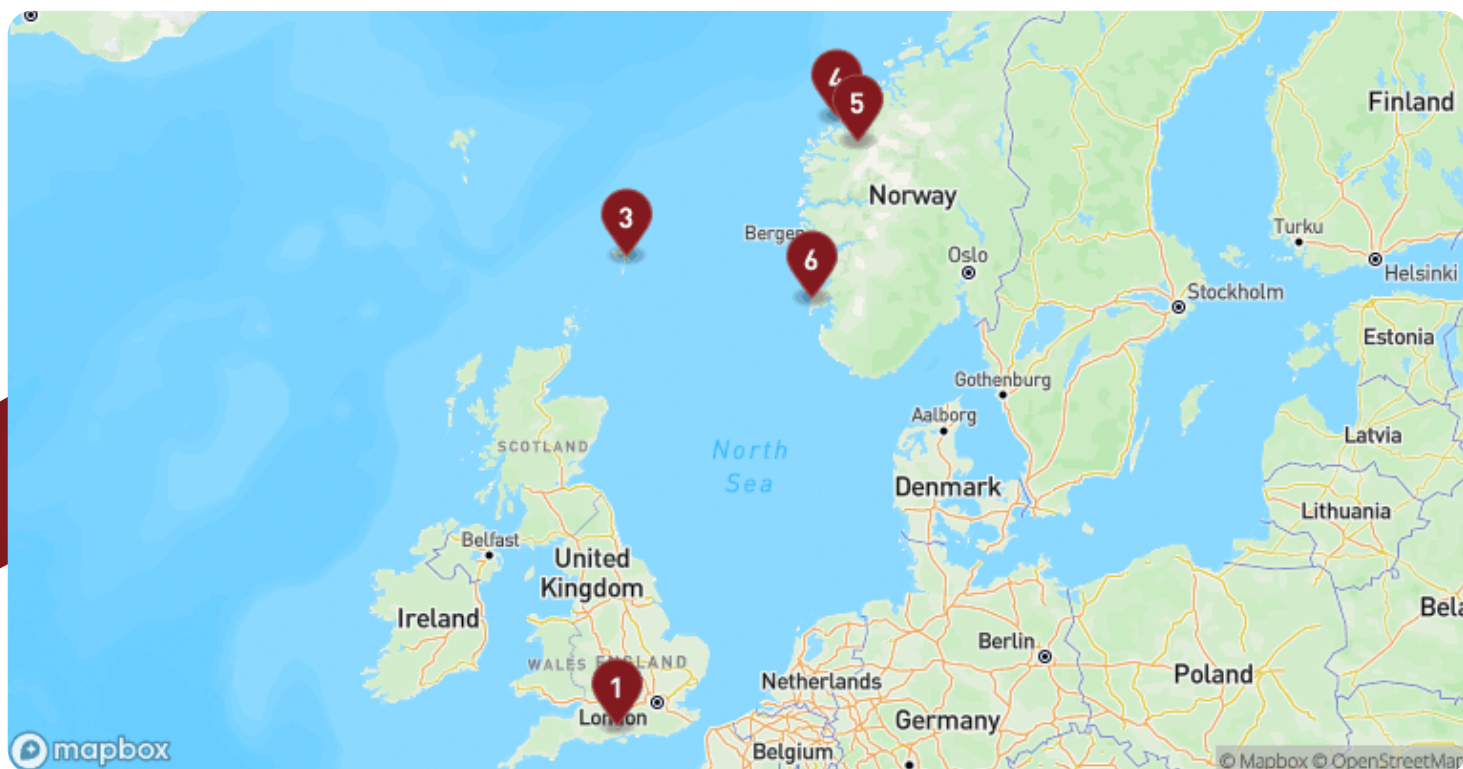 4
5
Finland
Norway
3
Bergen
Turku
6
Oslo
Helsinki
Stockholm
Estonia
Gothenburg
Aalborg
Latvia
SCOTLAND
North
Sea
Denmark
Lithuania
Belfast
United
Kingdom
Ireland
Bela
Berlin
WALES
ENGLAND
Poland
Netherlands
1
London
Germany
Belgium
mapbox
© Mapbox © OpenStreetMap